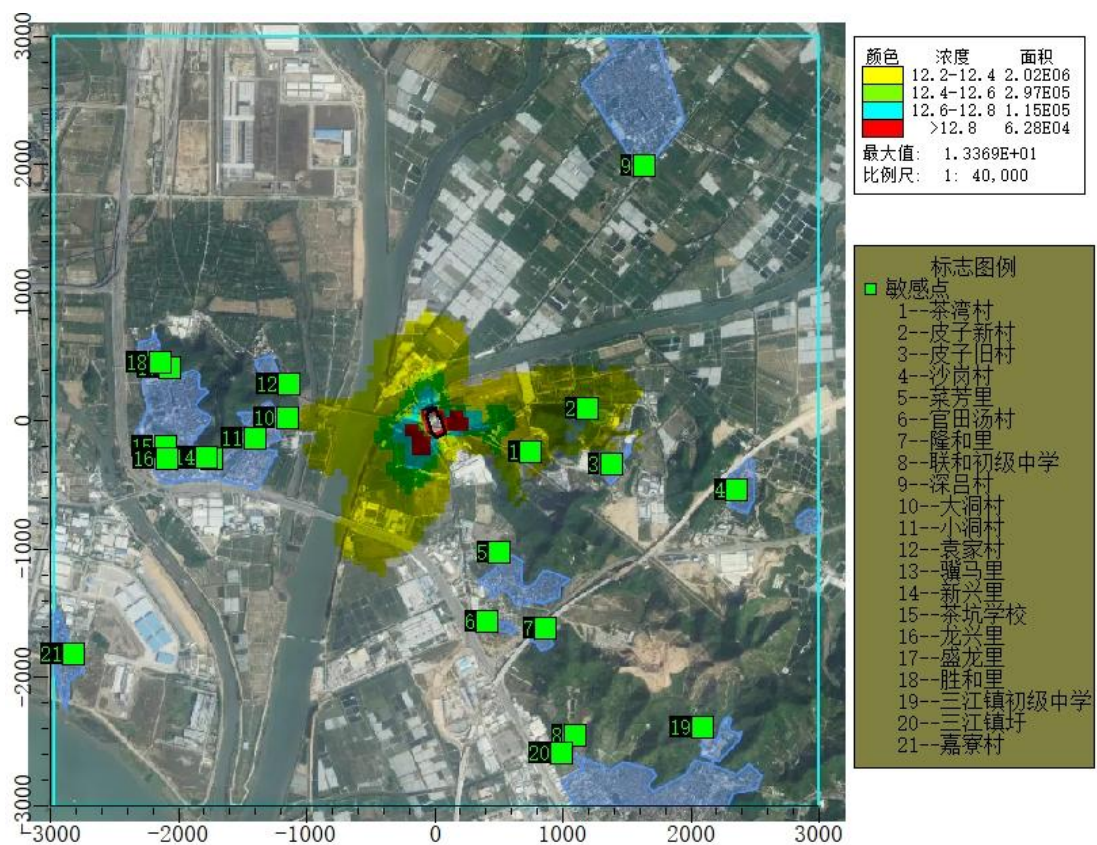 颜色 浓度 面积
12.2-12.4 2.02E06
12.4-12.6 2.97E05
12.6-12.8 1.15E05
>12.8 6.28E04
最大值: 1.3369E+01
比例尺: 1: 40,000
标志图例
敏感点
1--茶湾村
2--皮子新村
3--皮子旧村
4--沙岗村
5--菜芳里
6--官田汤村
7--隆和里
8--联和初级中学
9--深吕村
10--大洞村
11--小洞村
12--袁家村
13--骥马里
14--新兴里
15--茶坑学校
16--龙兴里
17--盛龙里
18--胜和里
19--三江镇初级中学
20--三江镇圩
21--嘉寮村
3000
2000
1000
0
-1000
-2000
-3000
-3000 -2000 -1000 0 1000 2000 3000
9
18
12
10
11
15
16
14
2
1
3
4
5
6
7
21
8
19
20